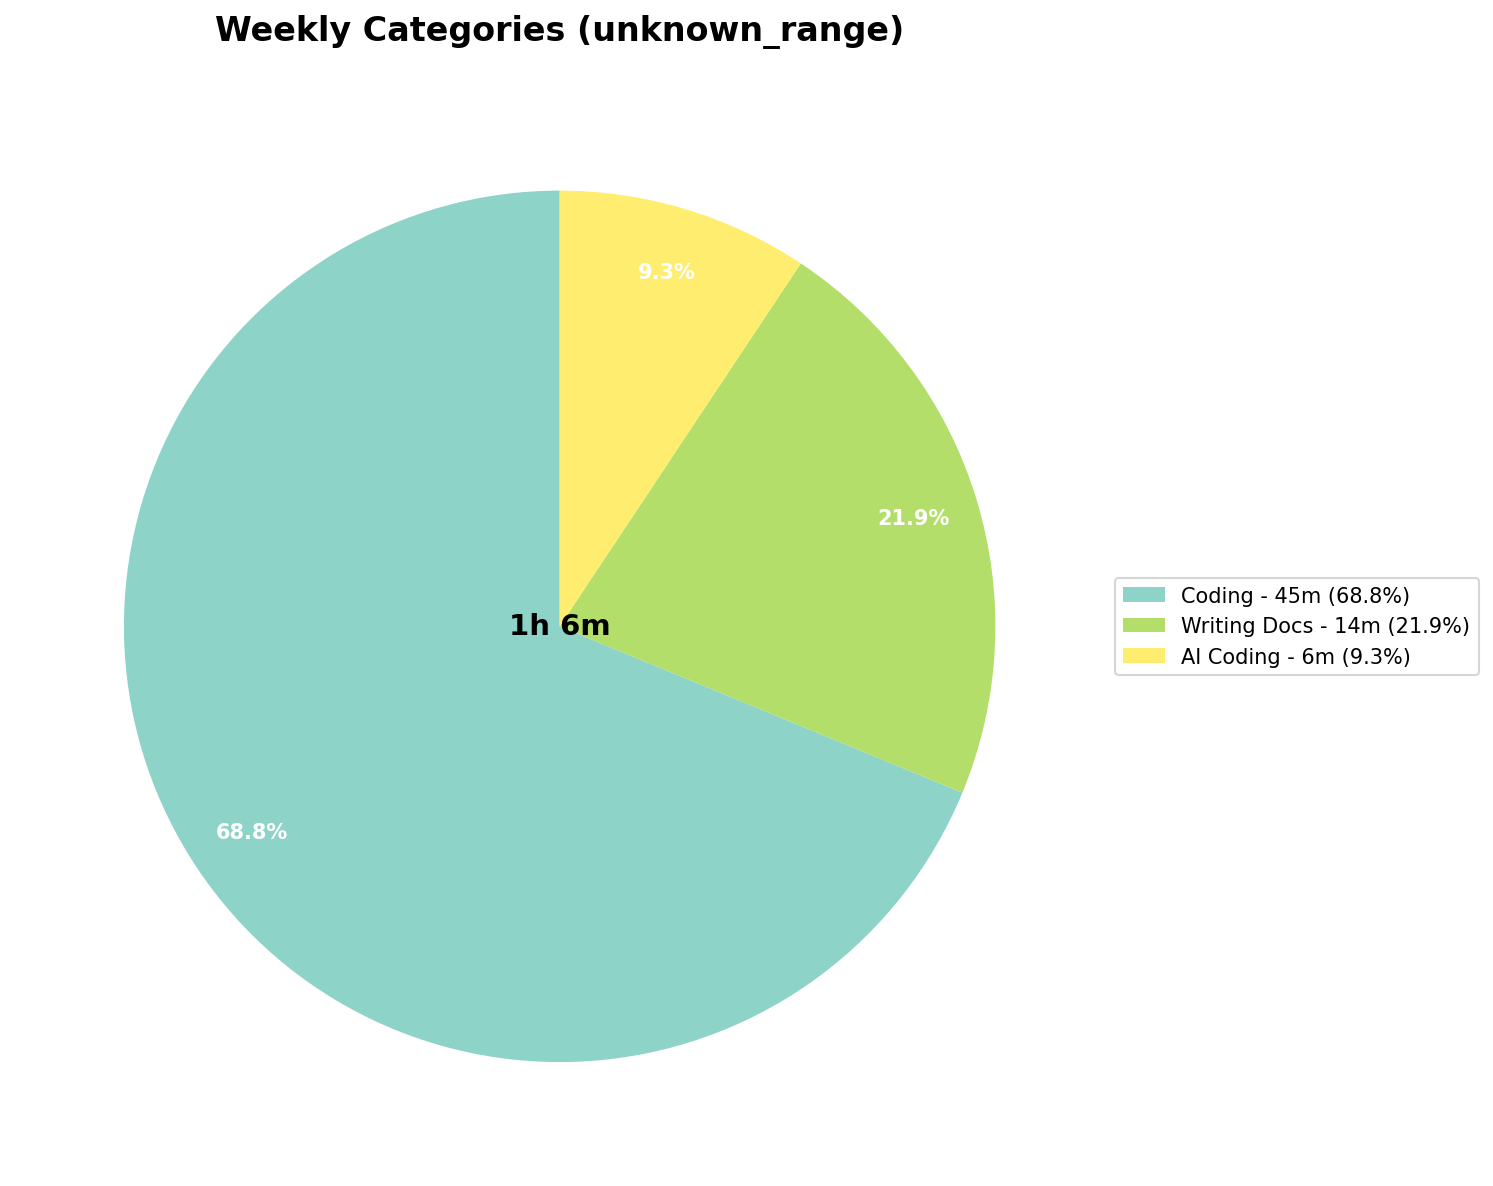 Weekly Categories (unknown_range)
9.3%
21.9%
1h 6m
68.8%
Coding - 45m (68.8%)
Writing Docs - 14m (21.9%)
AI Coding - 6m (9.3%)